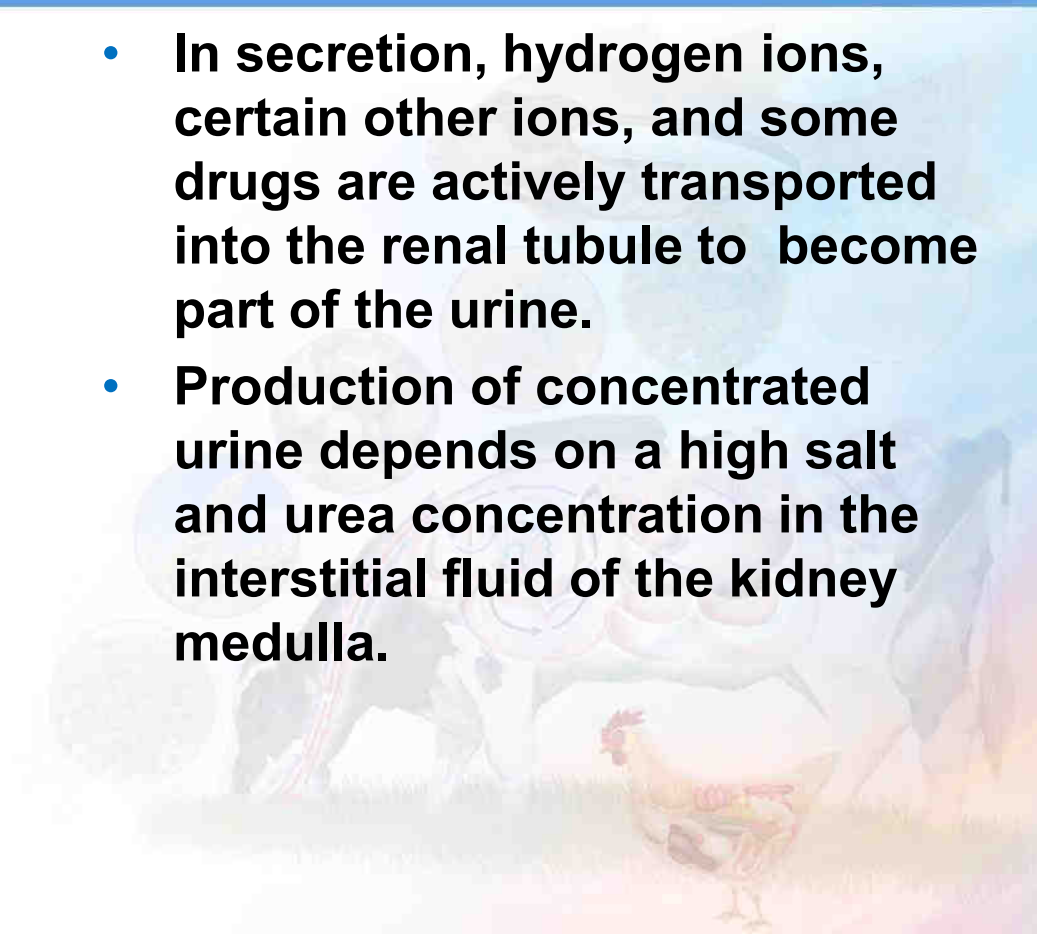 • In secretion, hydrogen ions,
certain other ions, and some
drugs are actively transported
into the renal tubule to  become
part of the urine.
• Production of concentrated
urine depends on a high salt
and urea concentration in the
interstitial fluid of the kidney
medulla.